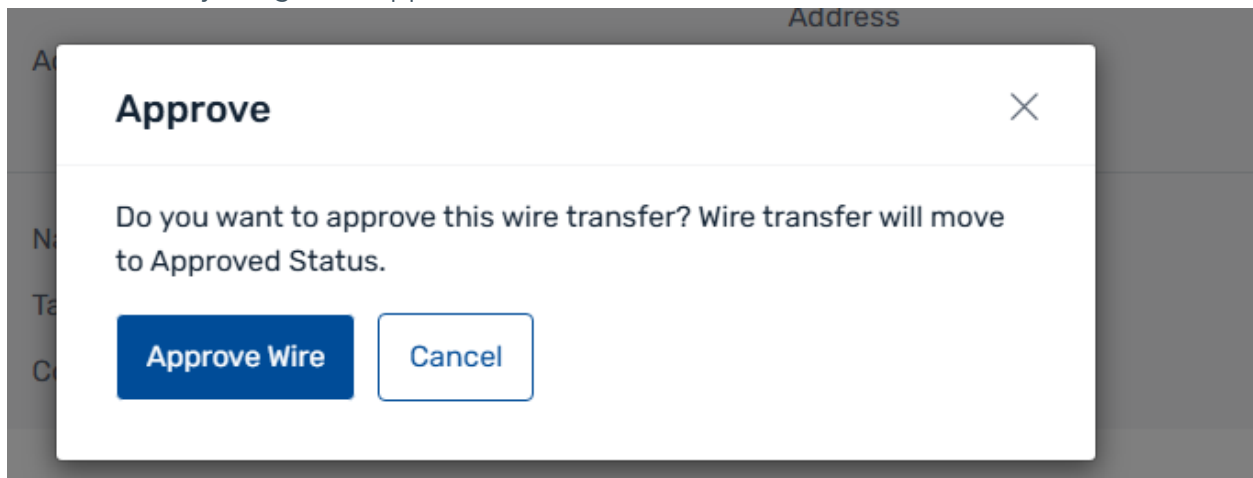 Address
Approve
Do you want to approve this wire transfer? Wire transfer will move
to Approved Status.
Approve Wire
Cancel